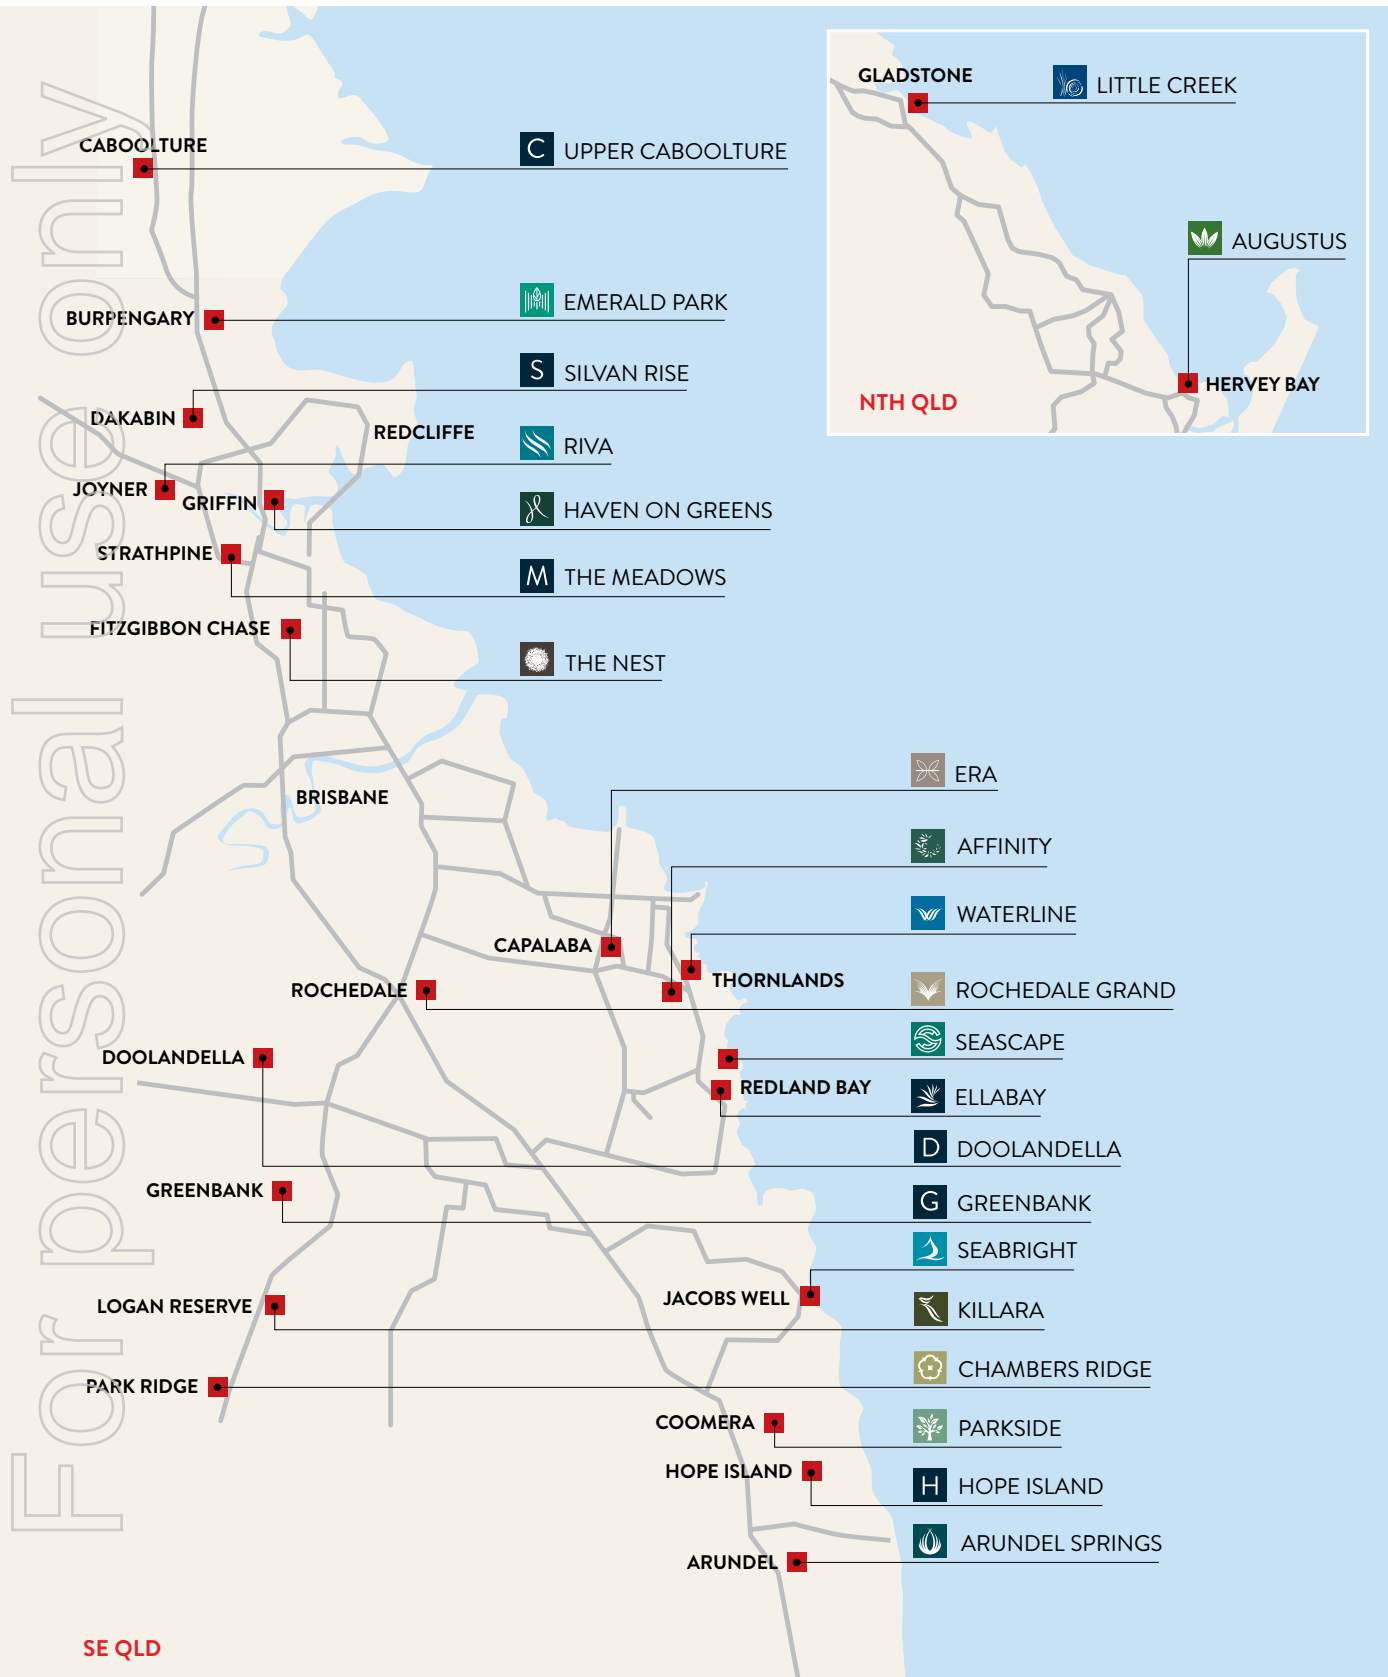 GLADSTONE
LITTLE CREEK
CABOOLTURE
C UPPER CABOOLTURE
AUGUSTUS
EMERALD PARK
BURPENGARY
S SILVAN RISE
HERVEY BAY
NTH QLD
DAKABIN
REDCLIFFE
RIVA
JOYNER
GRIFFIN
HAVEN ON GREENS
STRATHPINE
M THE MEADOWS
FITZGIBBON CHASE
THE NEST
ERA
BRISBANE
AFFINITY
WATERLINE
CAPALABA
THORNLANDS
ROCHEDALE
ROCHEDALE GRAND
SEASCAPE
DOOLANDELLA
REDLAND BAY
ELLABAY
D DOOLANDELLA
GREENBANK
G GREENBANK
SEABRIGHT
JACOBS WELL
LOGAN RESERVE
KILLARA
CHAMBERS RIDGE
PARK RIDGE
COOMERA
PARKSIDE
HOPE ISLAND
H HOPE ISLAND
ARUNDEL SPRINGS
ARUNDEL
SE QLD
For personal use only